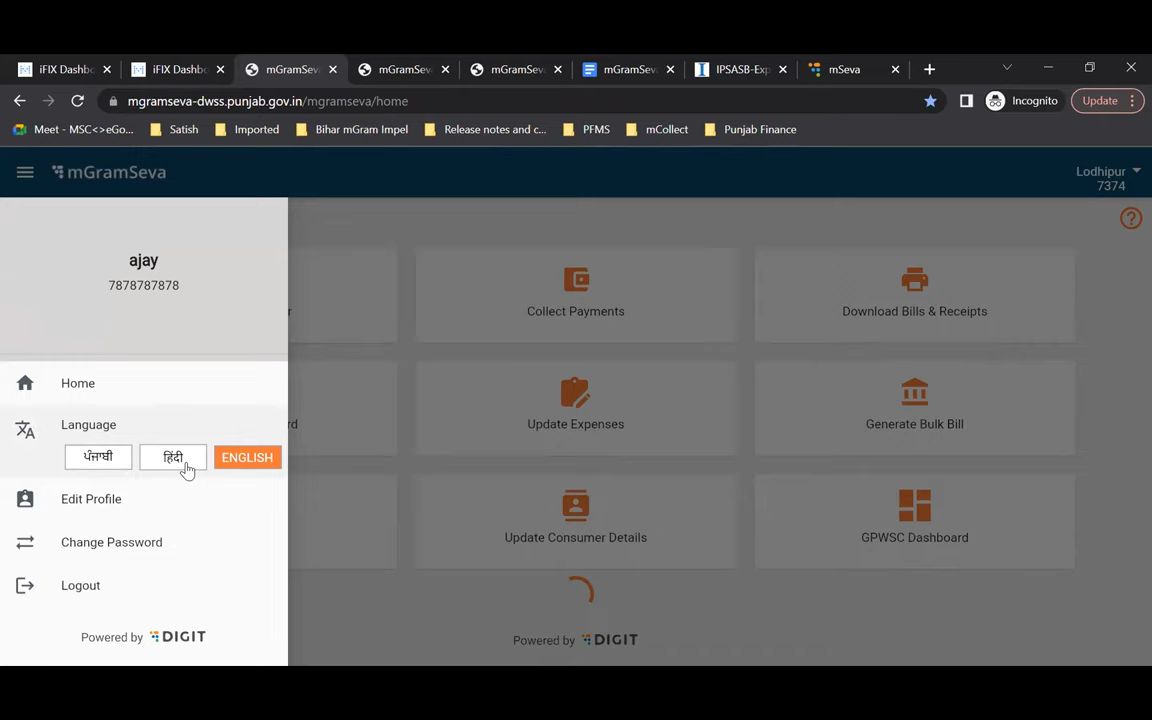 iFIX Dashbo
iFIX Dashb
mGramSeva
mGramSev
mGramSev
mGramSev
IPSASB-Exp
mSeva
mgramseva-dwss.punjab.gov.in/mgramseva/home
Incognito
Update
Meet - MSC<>eGo...
Satish
Imported
Bihar mGram Impel
Release notes and c...
PFMS
mCollect
Punjab Finance
mGramSeva
Lodhipur
7374
ajay
7878787878
Home
Language
ਪੰਜਾਬੀ
हिंदी
ENGLISH
Edit Profile
Change Password
Logout
Powered by DIGIT
r
Collect Payments
Download Bills & Receipts
rd
Update Expenses
Generate Bulk Bill
Update Consumer Details
GPWSC Dashboard
Powered by DIGIT